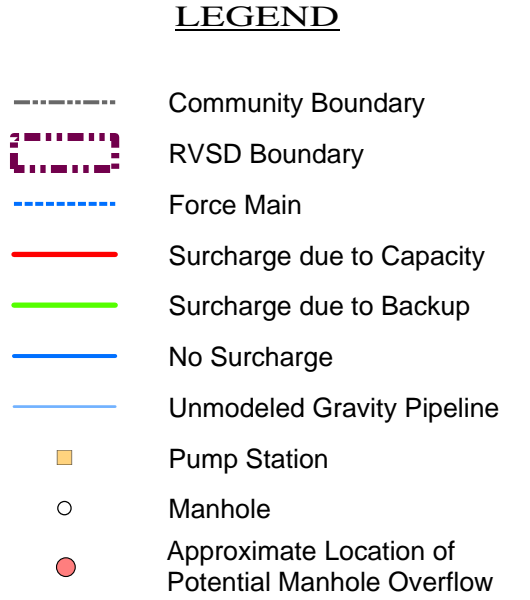 LEGEND
Community Boundary
RVSD Boundary
Force Main
Surcharge due to Capacity
Surcharge due to Backup
No Surcharge
Unmodeled Gravity Pipeline
Pump Station
Manhole
Approximate Location of
Potential Manhole Overflow